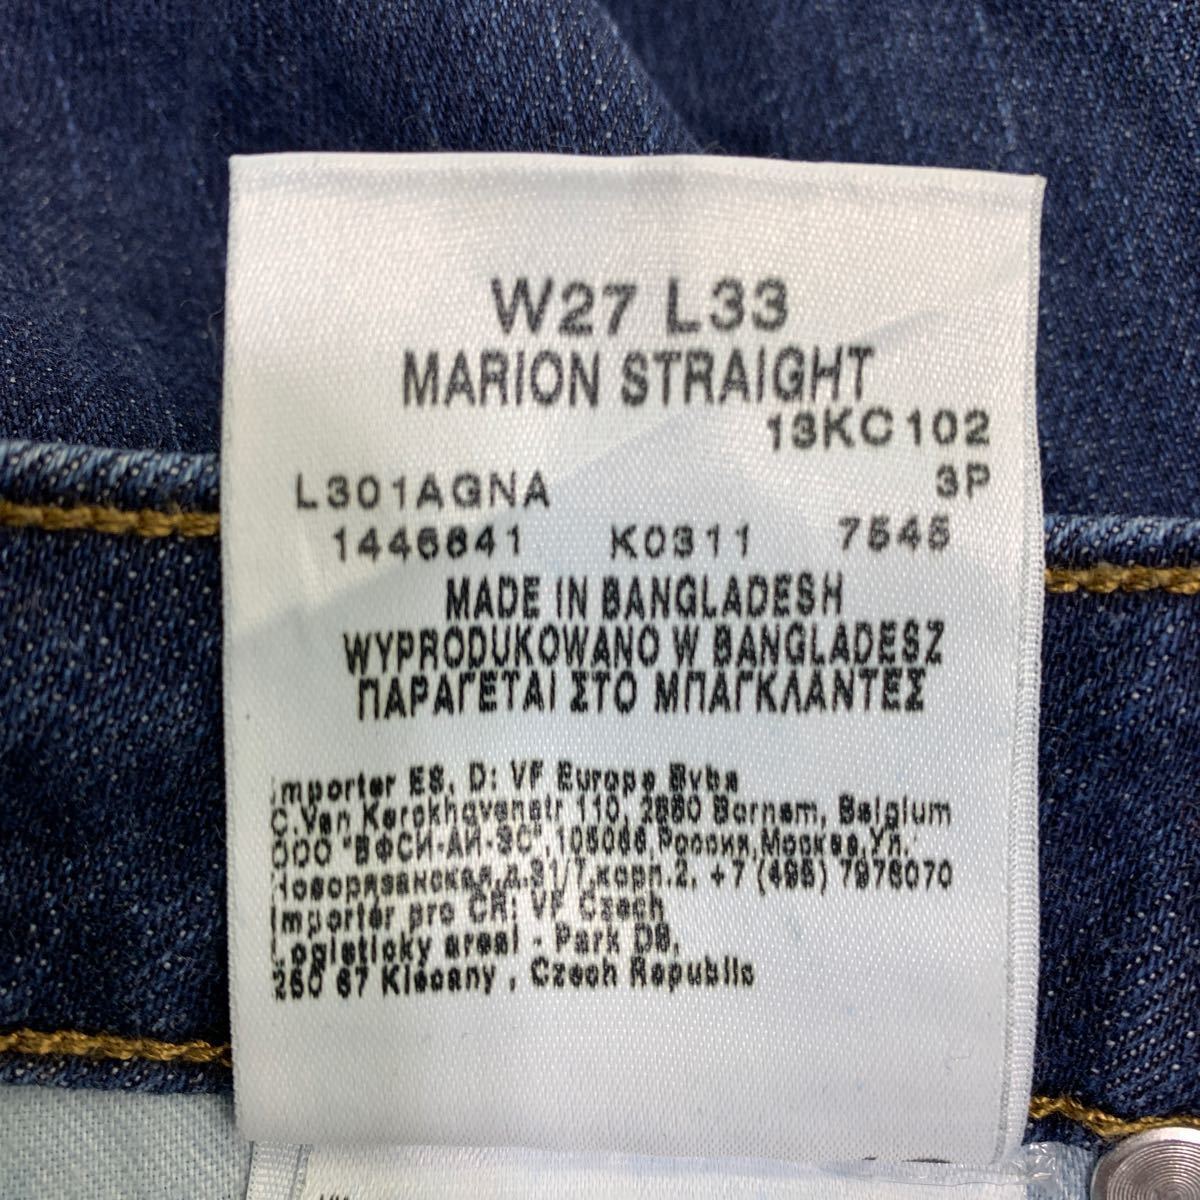 W27 L33
MARION STRAIGHT
13KC102
L301AGNA 3P
1446641 K0311 7545
MADE IN BANGLADESH
WYPRODUKOWANO W BANGLADESZ
ΠΑΡΑΓΕΤΑΙ ΣΤΟ ΜΠΑΓΚΛΑΝΤΕΣ
Importer ES, D: VF Europe Bvba
C.Van Kerckhovenstr 110, 2880 Bornem, Belgium
ООО "ВФСИ-АЙ-ЭС", 105066 Россия,Москва,Ул.
Новорязанская,д.31/7,корп.2, +7 (495) 7976070
Importer pro CR: VF Czech
Logisticky areal - Park D8,
250 67 Klecany , Czech Republic